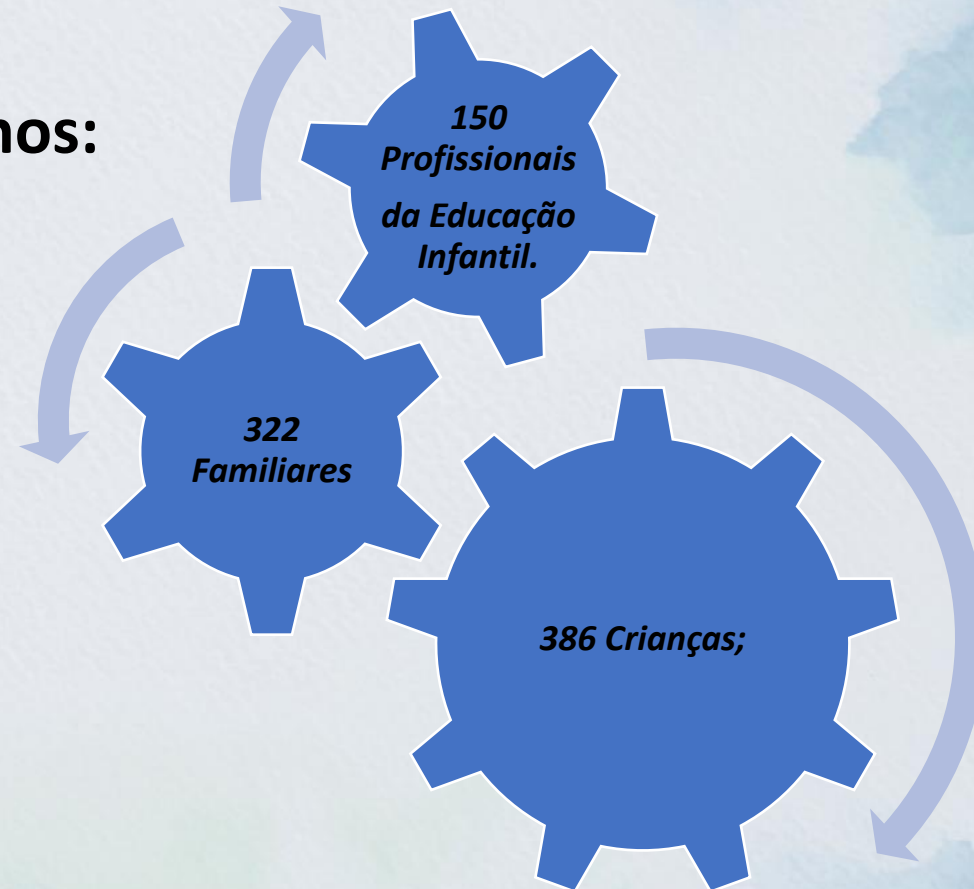 nos:
150
Profissionais
da Educação
Infantil.
322
Familiares
386 Crianças;